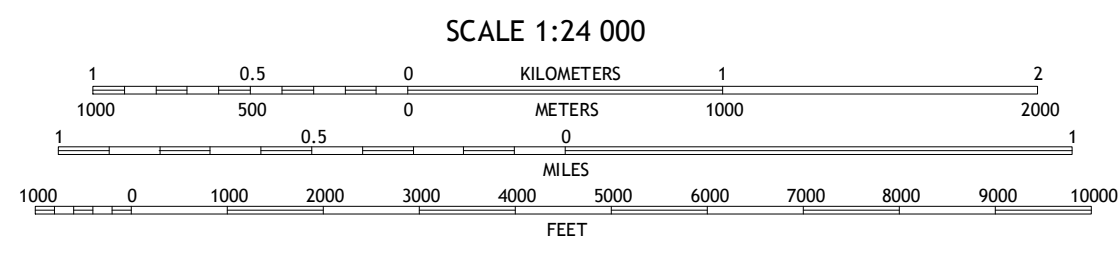 SCALE 1:24 000
1 0.5 0 KILOMETERS 1 2
1000 500 0 METERS 1000 2000
1 0.5 0 1
MILES
1000 0 1000 2000 3000 4000 5000 6000 7000 8000 9000 10000
FEET